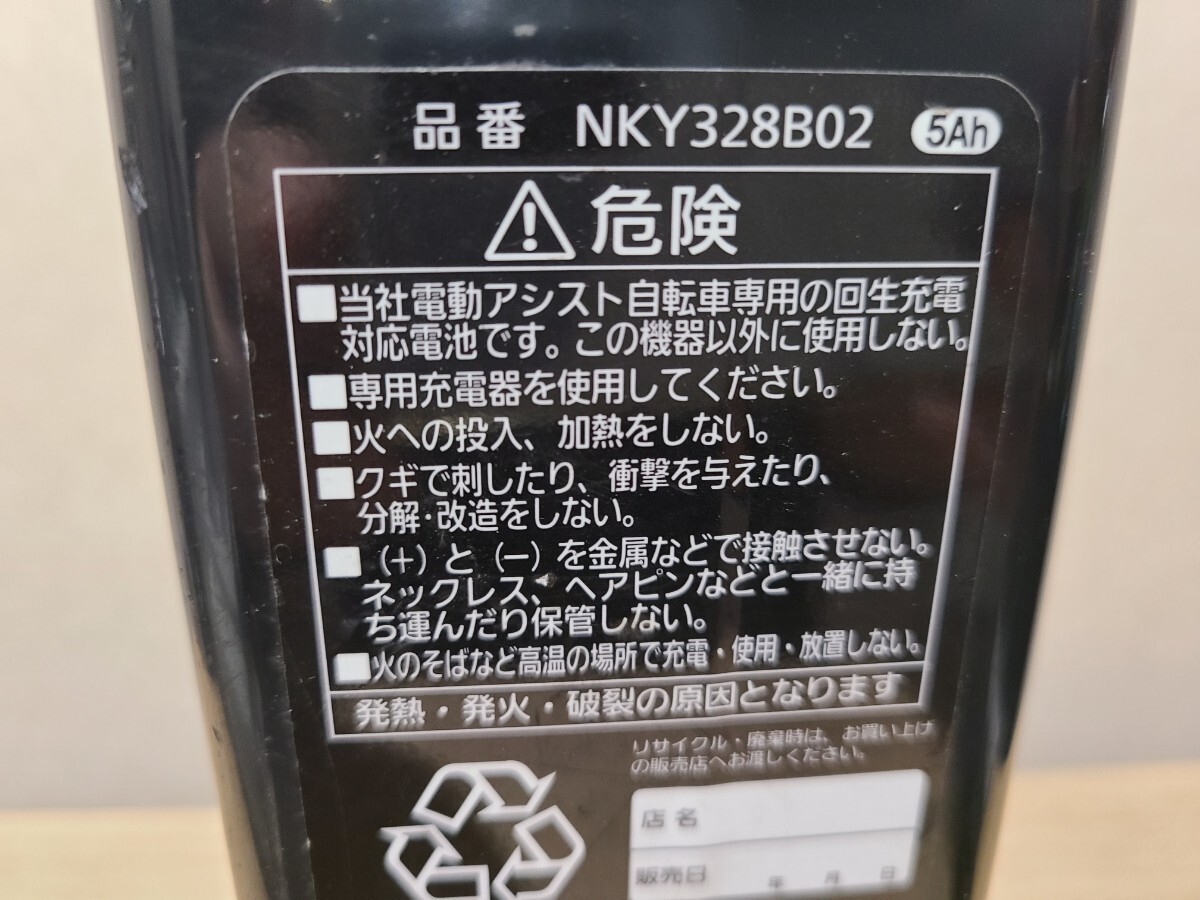 品番 NKY328B02 5Ah
危険
■当社電動アシスト自転車専用の回生充電
対応電池です。この機器以外に使用しない。
■専用充電器を使用してください。
■火への投入、加熱をしない。
■クギで刺したり、衝撃を与えたり、
分解・改造をしない。
■(+)と(−)を金属などで接触させない。
ネックレス、ヘアピンなどと一緒に持
ち運んだり保管しない。
■火のそばなど高温の場所で充電・使用・放置しない。
発熱・発火・破裂の原因となります
リサイクル・廃棄時は、お買い上げ
の販売店へお渡しください。
店名
販売日 年 月 日